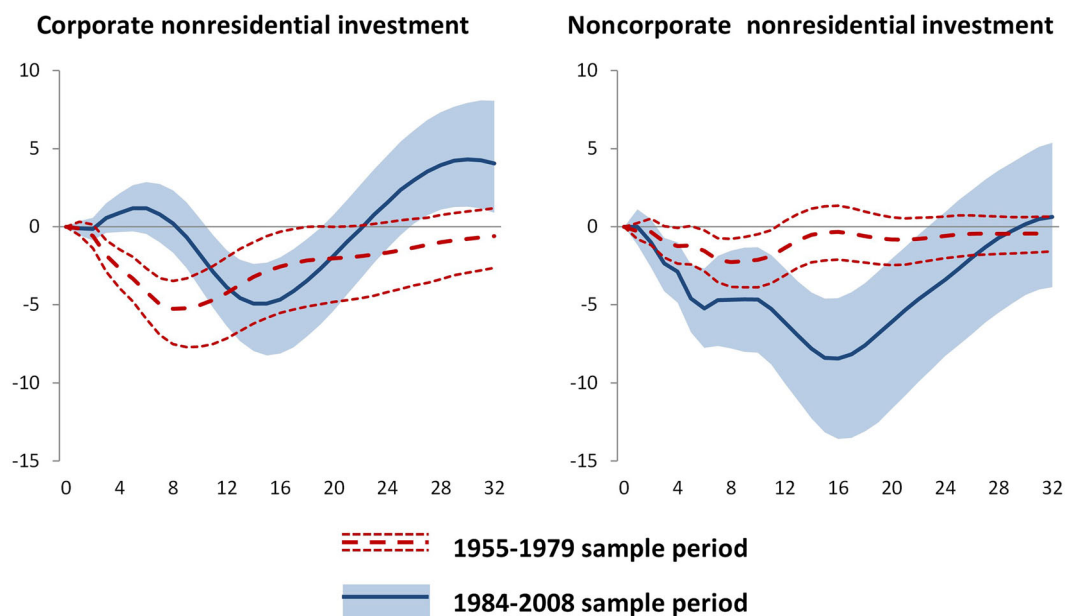 Corporate nonresidential investment
10
5
0
-5
-10
-15
0 4 8 12 16 20 24 28 32
Noncorporate nonresidential investment
10
5
0
-5
-10
-15
0 4 8 12 16 20 24 28 32
1955-1979 sample period
1984-2008 sample period